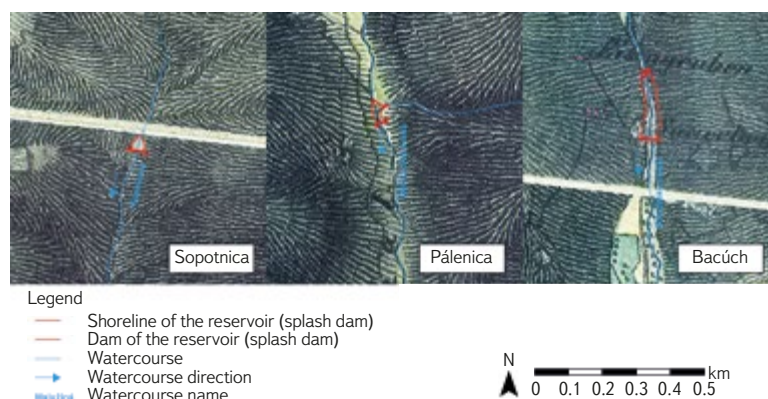 Sopotnica
Pálenica
Bacúch
Legend
Shoreline of the reservoir (splash dam)
Dam of the reservoir (splash dam)
Watercourse
Watercourse direction
Watercourse name
N
km
0 0.1 0.2 0.3 0.4 0.5